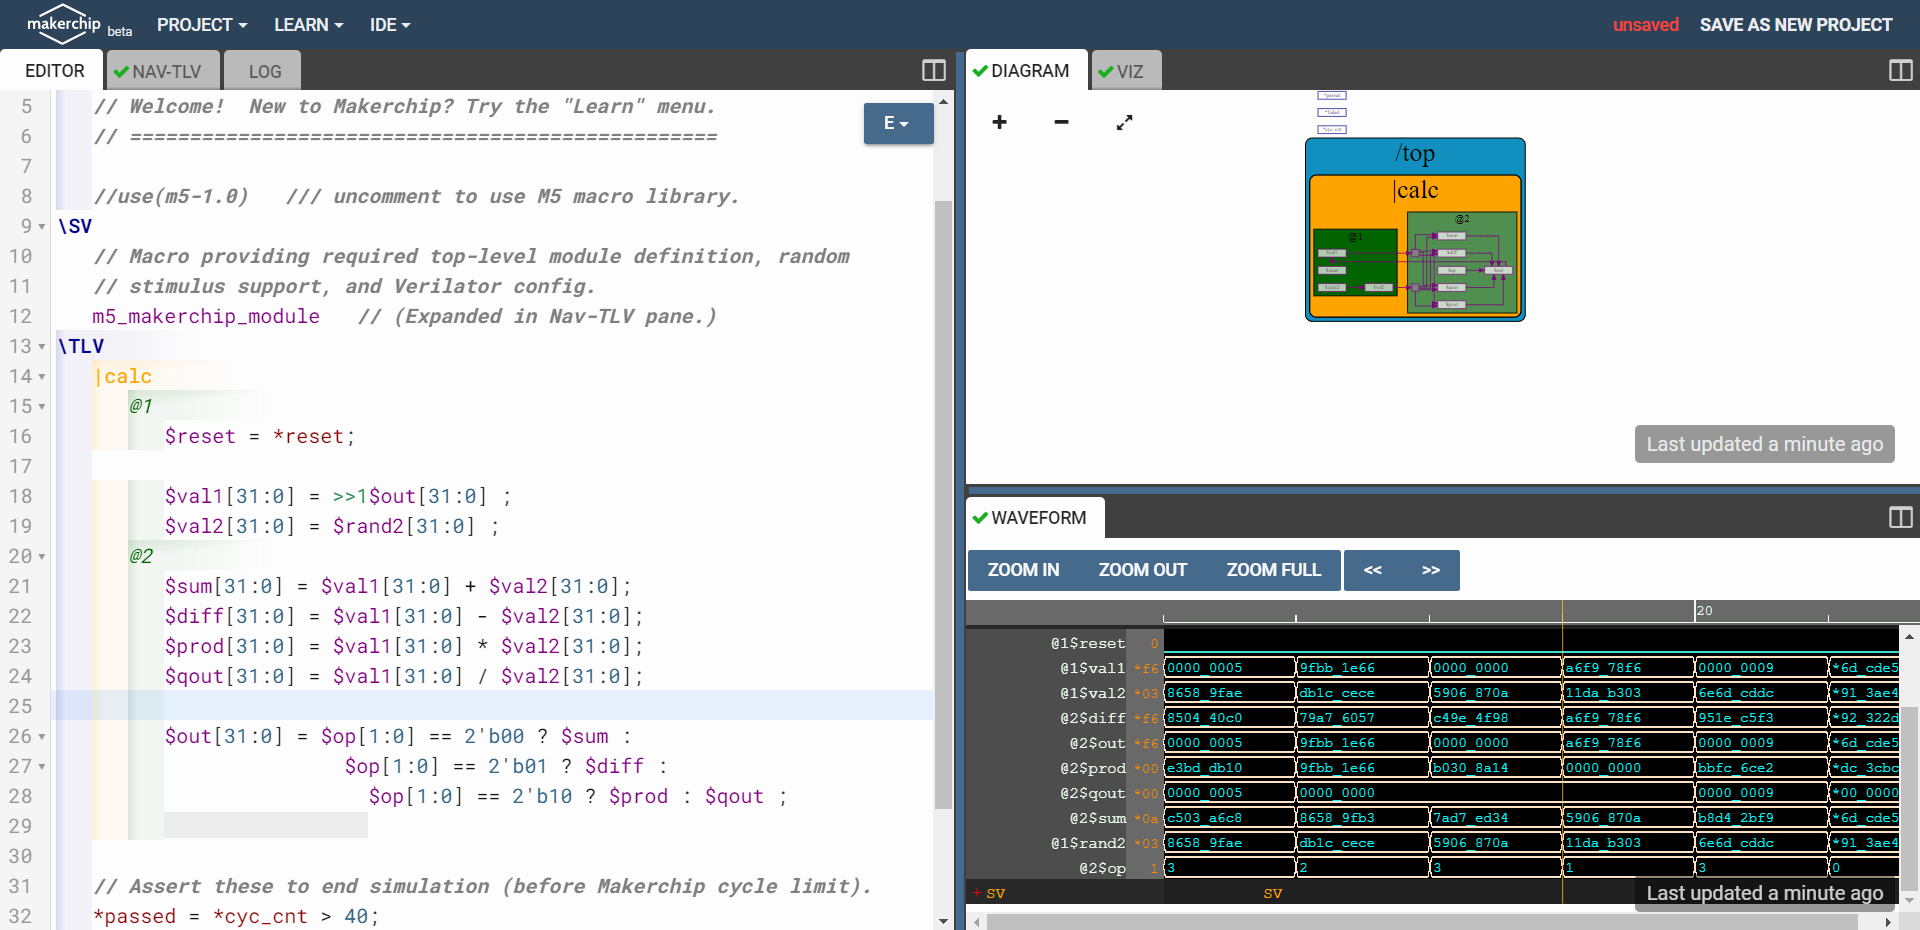 makerchip beta PROJECT LEARN IDE unsaved SAVE AS NEW PROJECT
EDITOR NAV-TLV LOG
E
5 // Welcome!  New to Makerchip? Try the "Learn" menu.
6 // =================================================
7
8 //use(m5-1.0)   /// uncomment to use M5 macro library.
9 \SV
10 // Macro providing required top-level module definition, random
11 // stimulus support, and Verilator config.
12 m5_makerchip_module   // (Expanded in Nav-TLV pane.)
13 \TLV
14 |calc
15 @1
16 $reset = *reset;
17
18 $val1[31:0] = >>1$out[31:0] ;
19 $val2[31:0] = $rand2[31:0] ;
20 @2
21 $sum[31:0] = $val1[31:0] + $val2[31:0];
22 $diff[31:0] = $val1[31:0] - $val2[31:0];
23 $prod[31:0] = $val1[31:0] * $val2[31:0];
24 $qout[31:0] = $val1[31:0] / $val2[31:0];
25
26 $out[31:0] = $op[1:0] == 2'b00 ? $sum :
27 $op[1:0] == 2'b01 ? $diff :
28 $op[1:0] == 2'b10 ? $prod : $qout ;
29
30
31 // Assert these to end simulation (before Makerchip cycle limit).
32 *passed = *cyc_cnt > 40;
DIAGRAM VIZ
+ −
*passed
*failed
*cyc_cnt
/top
|calc
@1
@2
Last updated a minute ago
WAVEFORM
ZOOM IN ZOOM OUT ZOOM FULL << >>
20
@1$reset 0
@1$val1 *f6 0000_0005 9fbb_1e66 0000_0000 a6f9_78f6 0000_0009 *6d_cde5
@1$val2 *03 8658_9fae db1c_cece 5906_870a 11da_b303 6e6d_cddc *91_3ae4
@2$diff *f6 8504_40c0 79a7_6057 c49e_4f98 a6f9_78f6 951e_c5f3 *92_322d
@2$out *f6 0000_0005 9fbb_1e66 0000_0000 a6f9_78f6 0000_0009 *6d_cde5
@2$prod *00 e3bd_db10 9fbb_1e66 b030_8a14 0000_0000 bbfc_6ce2 *dc_3cbc
@2$qout *00 0000_0005 0000_0000 0000_0009 *00_0000
@2$sum *0a c503_a6c8 8658_9fb3 7ad7_ed34 5906_870a b8d4_2bf9 *6d_cde5
@1$rand2 *03 8658_9fae db1c_cece 5906_870a 11da_b303 6e6d_cddc *91_3ae4
@2$op 1 3 2 3 1 3 0
+ SV SV
Last updated a minute ago